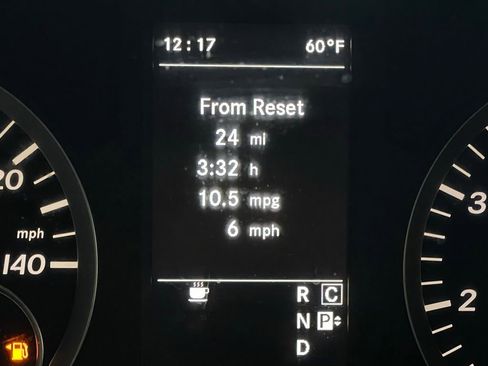 12:17 60°F
From Reset
24 mi
3:32 h
10.5 mpg
6 mph
20
mph
140
3
2
R C
N P
D